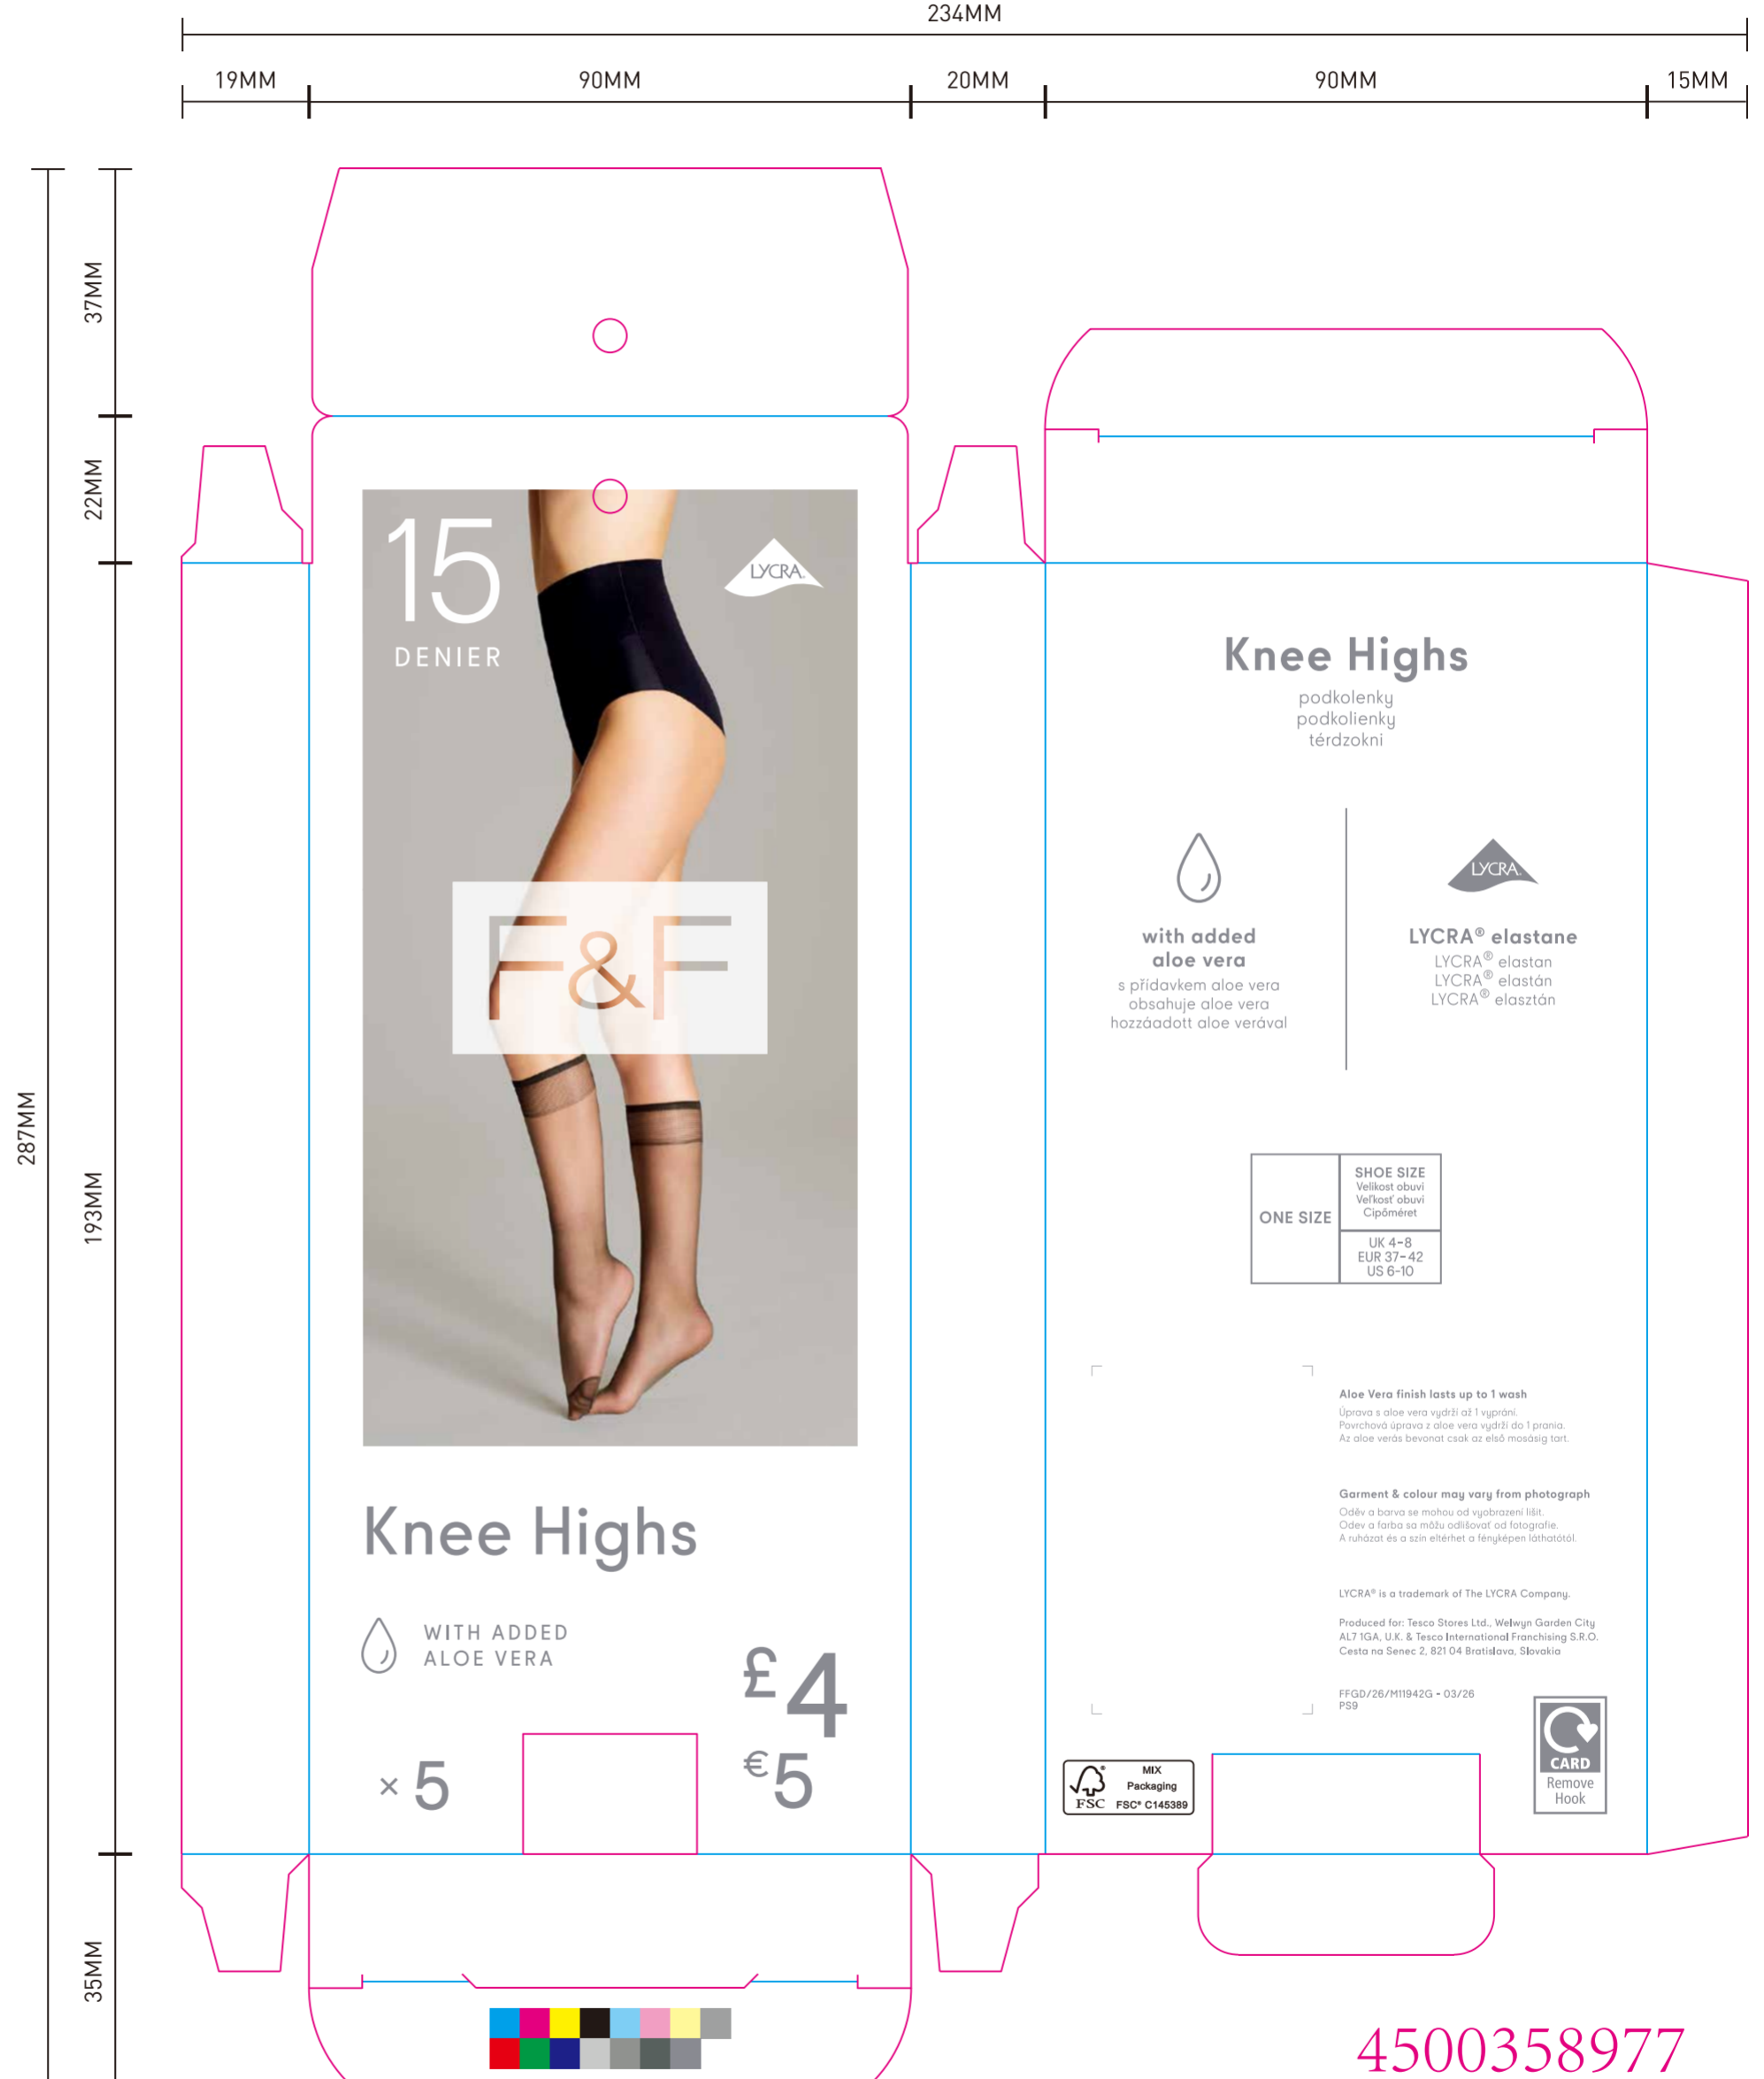 234MM
19MM
90MM
20MM
90MM
15MM
37MM
22MM
287MM
193MM
35MM
15
DENIER
LYCRA
F&F
Knee Highs
WITH ADDED
ALOE VERA
£4
€5
× 5
Knee Highs
podkolenky
podkolienky
térdzokni
with added
aloe vera
s přídavkem aloe vera
obsahuje aloe vera
hozzáadott aloe verával
LYCRA
LYCRA® elastane
LYCRA® elastan
LYCRA® elastán
LYCRA® elasztán
ONE SIZE
SHOE SIZE
Velikost obuvi
Veľkosť obuvi
Cipőméret
UK 4-8
EUR 37-42
US 6-10
Aloe Vera finish lasts up to 1 wash
Úprava s aloe vera vydrží až 1 vyprání.
Povrchová úprava z aloe vera vydrží do 1 prania.
Az aloe verás bevonat csak az első mosásig tart.
Garment & colour may vary from photograph
Oděv a barva se mohou od vyobrazení lišit.
Odev a farba sa môžu odlišovať od fotografie.
A ruházat és a szín eltérhet a fényképen láthatótól.
LYCRA® is a trademark of The LYCRA Company.
Produced for: Tesco Stores Ltd., Welwyn Garden City
AL7 1GA, U.K. & Tesco International Franchising S.R.O.
Cesta na Senec 2, 821 04 Bratislava, Slovakia
FFGD/26/M11942G - 03/26
PS9
FSC
MIX
Packaging
FSC® C145389
CARD
Remove
Hook
4500358977